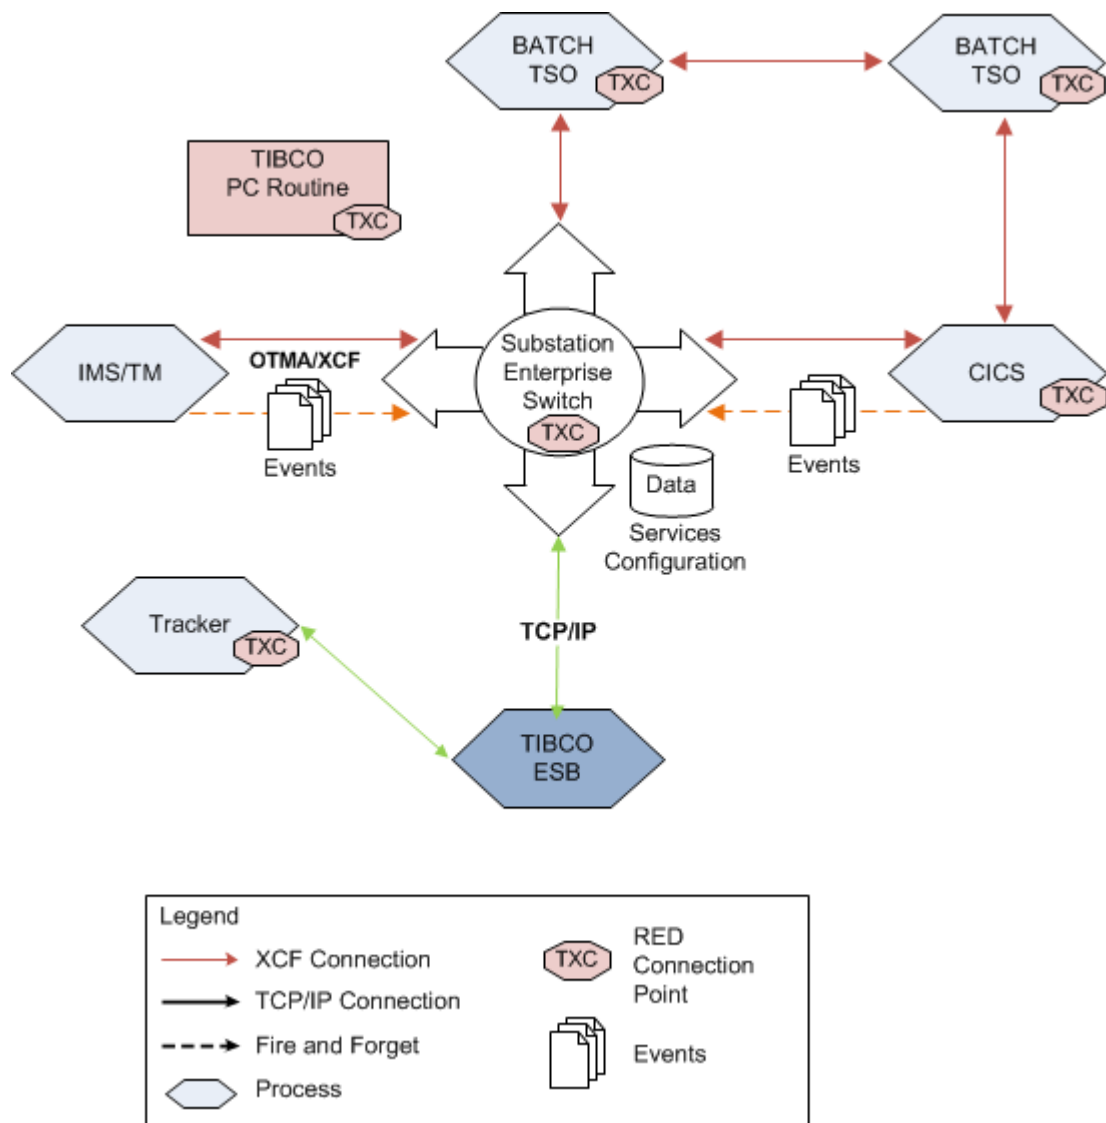 BATCH
TSO
TXC
BATCH
TSO
TXC
TIBCO
PC Routine
TXC
IMS/TM
OTMA/XCF
Events
Substation
Enterprise
Switch
TXC
Events
CICS
TXC
Data
Services
Configuration
Tracker
TXC
TCP/IP
TIBCO
ESB
Legend
XCF Connection
TCP/IP Connection
Fire and Forget
Process
TXC
RED
Connection
Point
Events